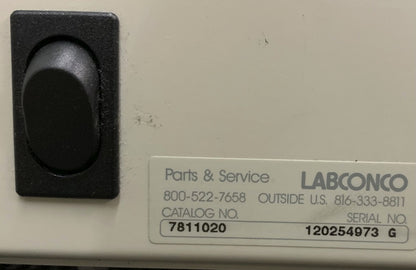 Parts & Service LABCONCO
800-522-7658 OUTSIDE U.S. 816-333-8811
CATALOG NO. SERIAL NO.
7811020 120254973 G